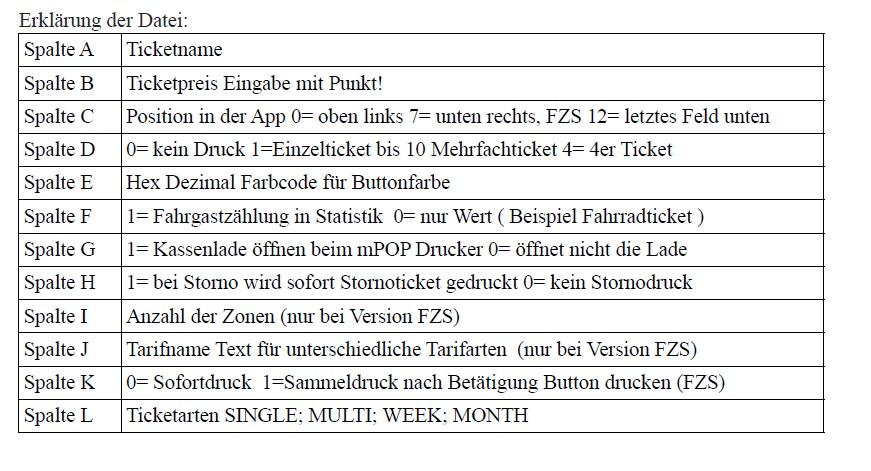 Erklärung der Datei:
Spalte A Ticketname
Spalte B Ticketpreis Eingabe mit Punkt!
Spalte C Position in der App 0= oben links 7= unten rechts, FZS 12= letztes Feld unten
Spalte D 0= kein Druck 1=Einzelticket bis 10 Mehrfachticket 4= 4er Ticket
Spalte E Hex Dezimal Farbcode für Buttonfarbe
Spalte F 1= Fahrgastzählung in Statistik 0= nur Wert ( Beispiel Fahrradticket )
Spalte G 1= Kassenlade öffnen beim mPOP Drucker 0= öffnet nicht die Lade
Spalte H 1= bei Storno wird sofort Stornoticket gedruckt 0= kein Stornodruck
Spalte I Anzahl der Zonen (nur bei Version FZS)
Spalte J Tarifname Text für unterschiedliche Tarifarten (nur bei Version FZS)
Spalte K 0= Sofortdruck 1=Sammeldruck nach Betätigung Button drucken (FZS)
Spalte L Ticketarten SINGLE; MULTI; WEEK; MONTH